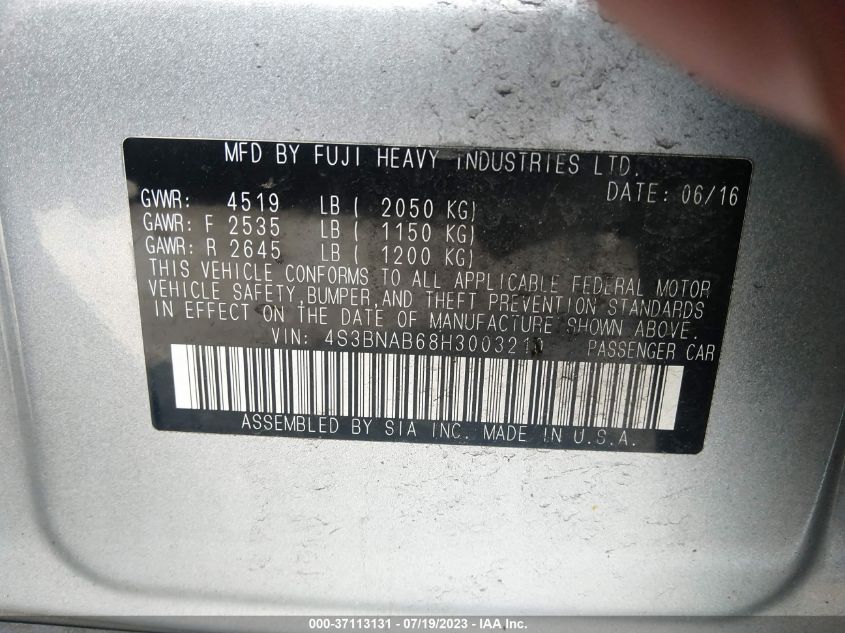 MFD BY FUJI HEAVY INDUSTRIES LTD.
DATE: 06/16
GVWR: 4519 LB ( 2050 KG)
GAWR: F 2535 LB ( 1150 KG)
GAWR: R 2645 LB ( 1200 KG)
THIS VEHICLE CONFORMS TO ALL APPLICABLE FEDERAL MOTOR
VEHICLE SAFETY,BUMPER,AND THEFT PREVENTION STANDARDS
IN EFFECT ON THE DATE OF MANUFACTURE SHOWN ABOVE.
VIN: PASSENGER CAR
ASSEMBLED BY SIA INC. MADE IN U.S.A.
000-37113131 - 07/19/2023 - IAA Inc.